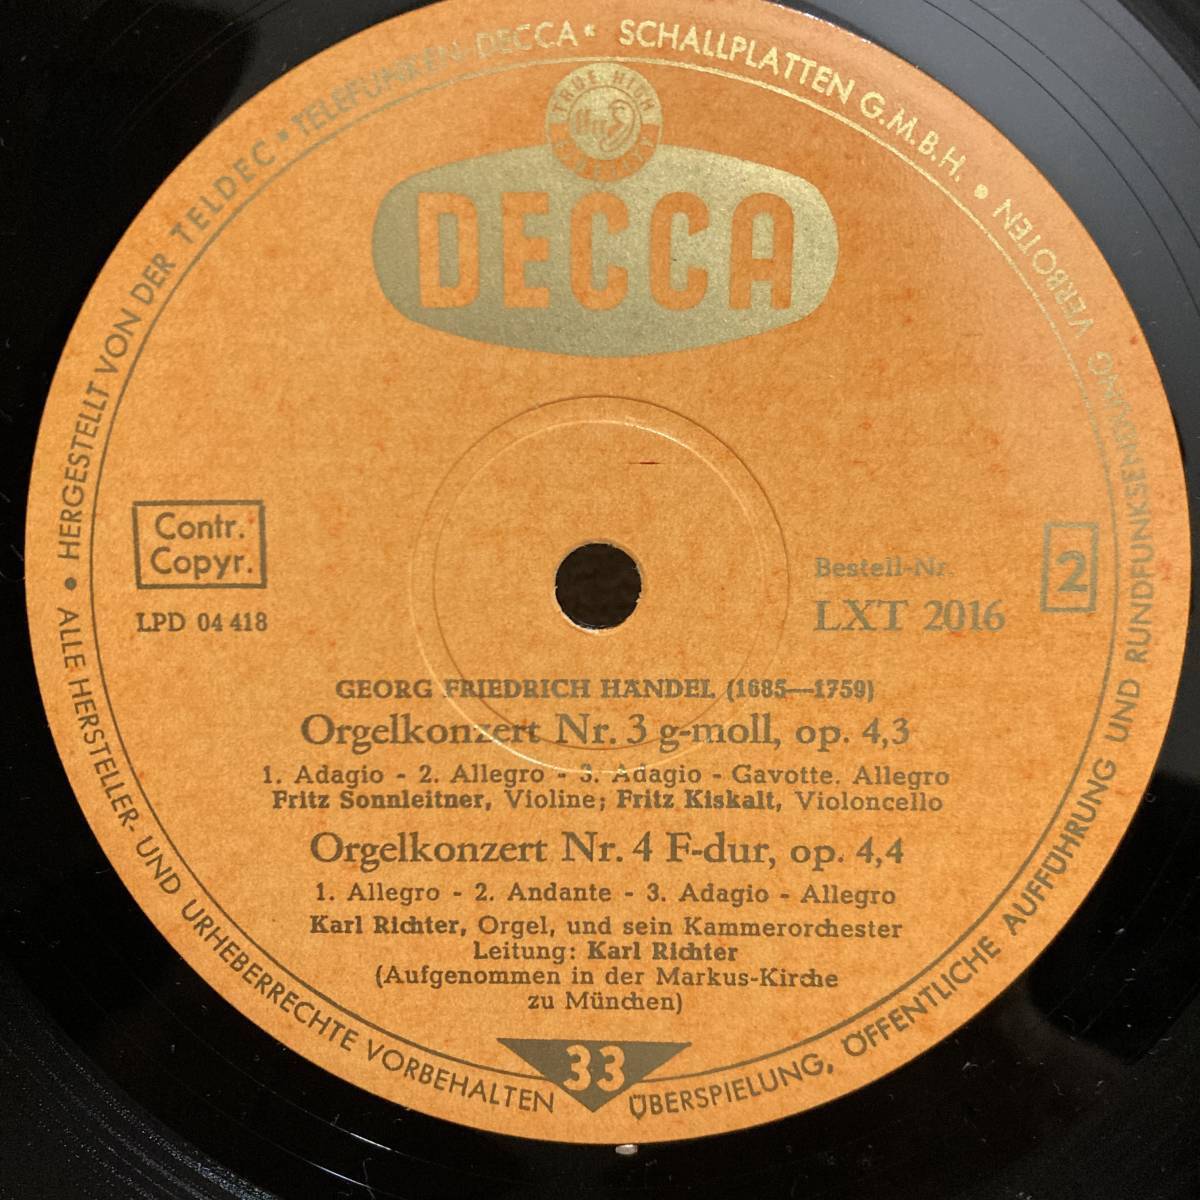 HERGESTELLT VON DER TELDEC • TELEFUNKEN-DECCA“ SCHALLPLATTEN G.M.B.H. •
TRUE HIGH
DECCA
Contr.
Copyr.
LPD 04 418
Bestell-Nr.
LXT 2016
2
GEORG FRIEDRICH HÄNDEL (1685—1759)
Orgelkonzert Nr. 3 g-moll, op. 4,3
1. Adagio - 2. Allegro - 3. Adagio - Gavotte. Allegro
Fritz Sonnleitner, Violine; Fritz Kiskalt, Violoncello
Orgelkonzert Nr. 4 F-dur, op. 4,4
1. Allegro - 2. Andante - 3. Adagio - Allegro
Karl Richter, Orgel, und sein Kammerorchester
Leitung: Karl Richter
(Aufgenommen in der Markus-Kirche
zu München)
33
• ALLE HERSTELLER- UND URHEBERRECHTE VORBEHALTEN
ÜBERSPIELUNG, ÖFFENTLICHE AUFFÜHRUNG UND RUNDFUNKSENDUNG VERBOTEN